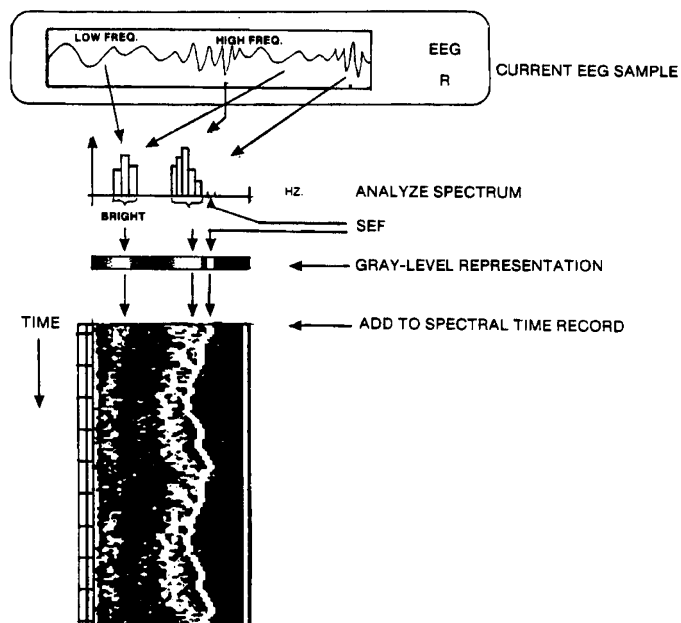 LOW FREQ.
HIGH FREQ.
EEG
R
CURRENT EEG SAMPLE
HZ.
ANALYZE SPECTRUM
BRIGHT
SEF
GRAY-LEVEL REPRESENTATION
TIME
ADD TO SPECTRAL TIME RECORD